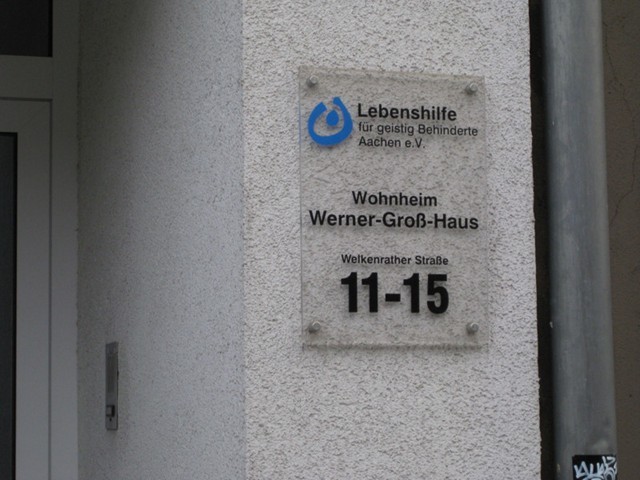 Lebenshilfe
für geistig Behinderte
Aachen e.V.
Wohnheim
Werner-Groß-Haus
Welkenrather Straße
11-15